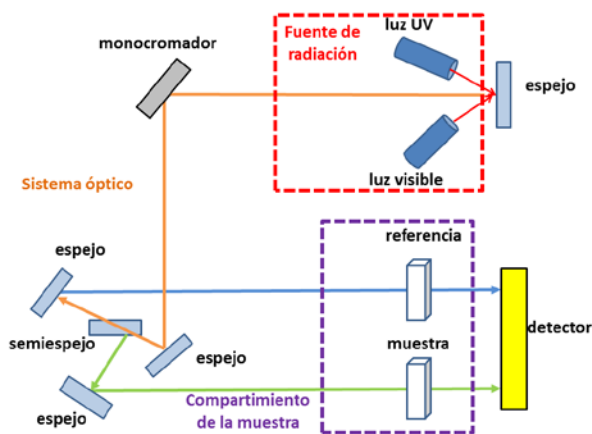 luz UV
Fuente de
radiación
monocromador
espejo
luz visible
Sistema óptico
referencia
espejo
detector
semiespejo
muestra
espejo
Compartimiento
de la muestra
espejo